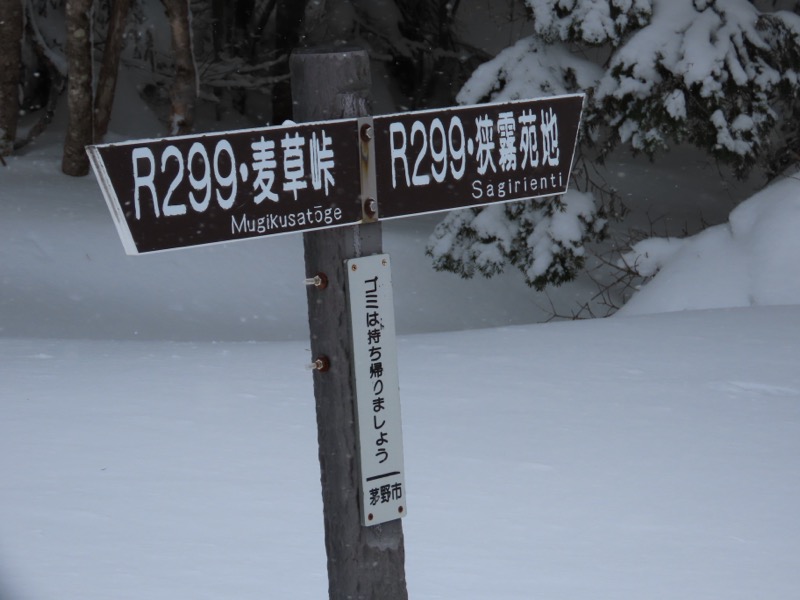 R299・麦草峠
Mugikusatōge
R299・狭霧苑地
Sagirienti
ゴミは持ち帰りましょう
茅野市